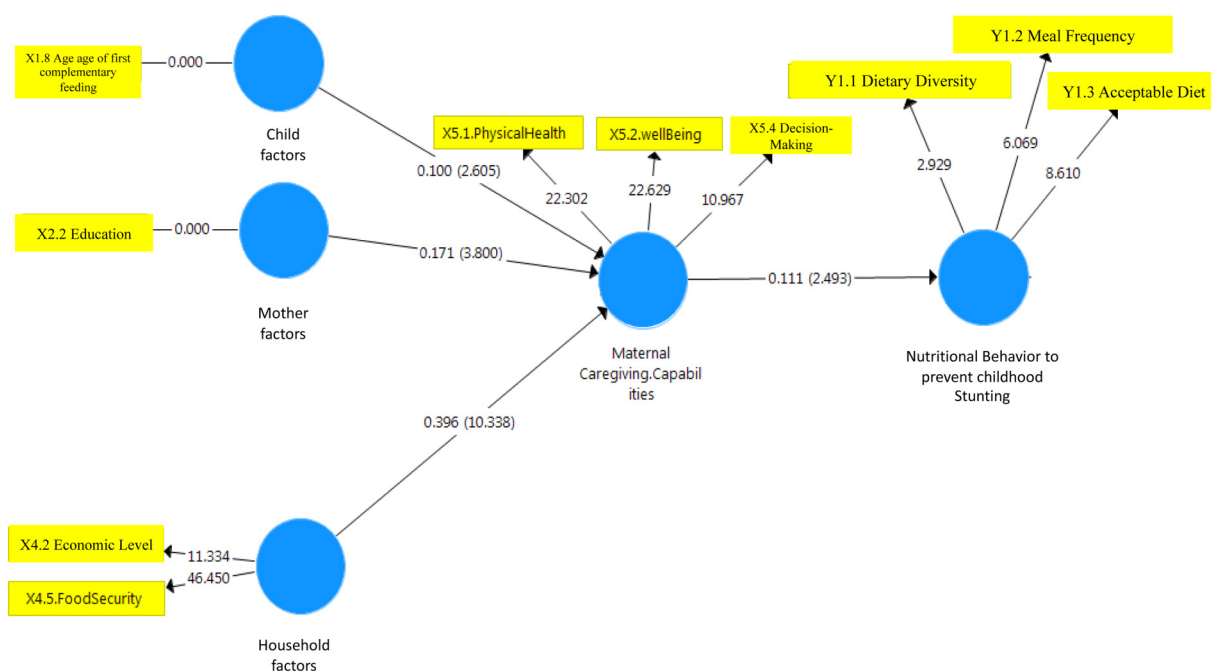 X1.8 Age age of first
complementary
feeding
0.000
Child
factors
X2.2 Education
0.000
Mother
factors
0.100 (2.605)
0.171 (3.800)
X5.1.PhysicalHealth
X5.2.wellBeing
X5.4 Decision-
Making
22.302
22.629
10.967
Maternal
Caregiving.Capabil
ities
0.111 (2.493)
Y1.1 Dietary Diversity
Y1.2 Meal Frequency
Y1.3 Acceptable Diet
2.929
6.069
8.610
Nutritional Behavior to
prevent childhood
Stunting
0.396 (10.338)
X4.2 Economic Level
11.334
X4.5.FoodSecurity
46.450
Household
factors